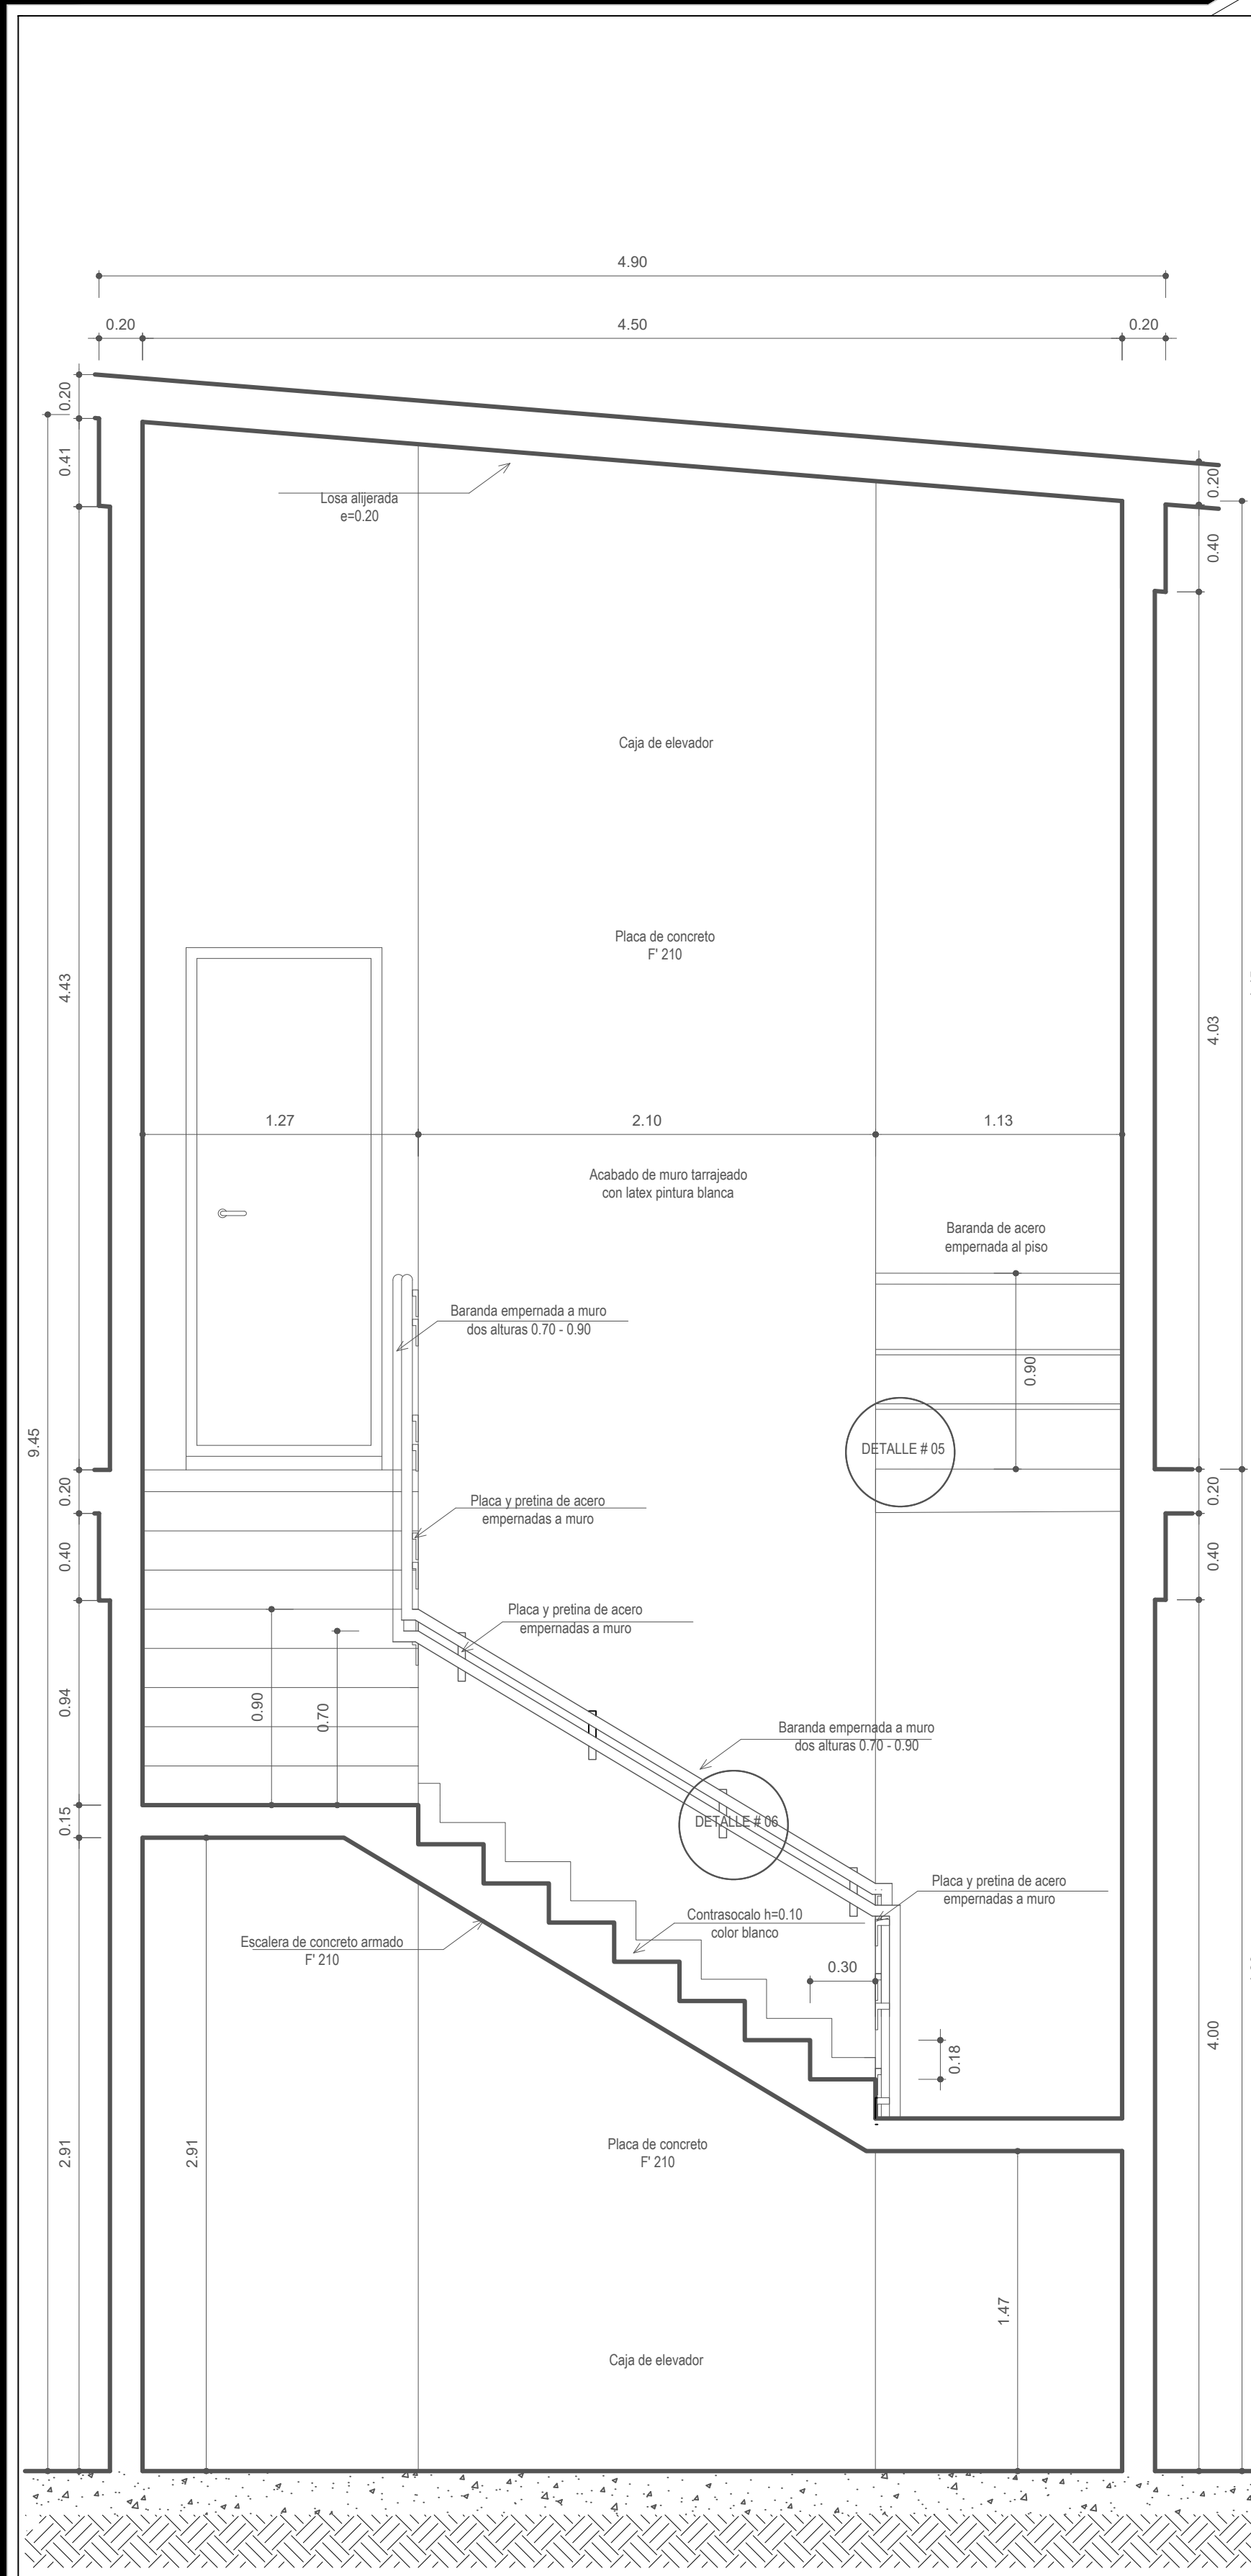 4.90
0.20
4.50
0.20
0.20
0.41
0.20
0.40
Losa alijerada
e=0.20
Caja de elevador
Placa de concreto
F' 210
4.43
4.03
1.27
2.10
1.13
Acabado de muro tarrajeado
con latex pintura blanca
Baranda de acero
empernada al piso
Baranda empernada a muro
dos alturas 0.70 - 0.90
0.90
9.45
DETALLE # 05
0.20
0.20
Placa y pretina de acero
empernadas a muro
0.40
0.40
Placa y pretina de acero
empernadas a muro
0.94
0.90
0.70
Baranda empernada a muro
dos alturas 0.70 - 0.90
0.15
DETALLE # 06
Placa y pretina de acero
empernadas a muro
Contrasocalo h=0.10
color blanco
Escalera de concreto armado
F' 210
0.30
0.18
4.00
2.91
2.91
Placa de concreto
F' 210
1.47
Caja de elevador